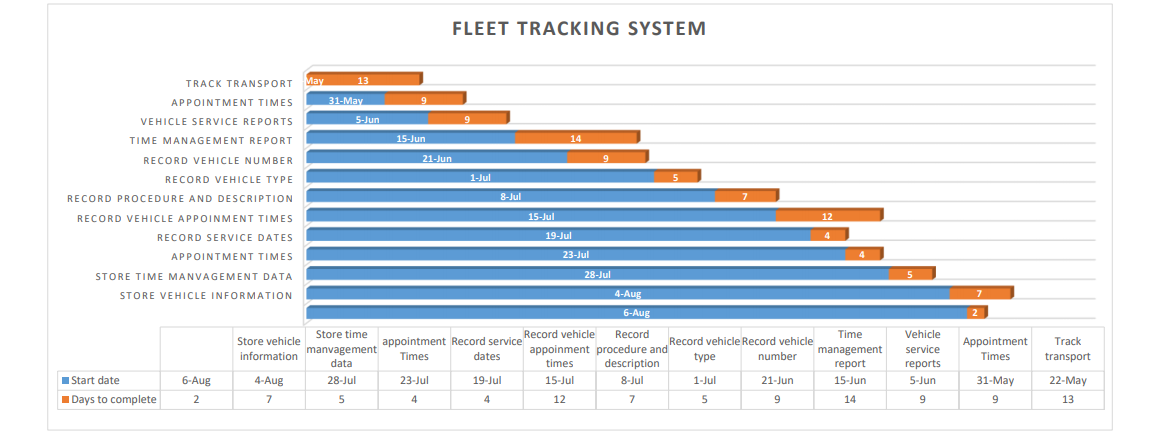 FLEET TRACKING SYSTEM
TRACK TRANSPORT May 13
APPOINTMENT TIMES 31-May 9
VEHICLE SERVICE REPORTS 5-Jun 9
TIME MANAGEMENT REPORT 15-Jun 14
RECORD VEHICLE NUMBER 21-Jun 9
RECORD VEHICLE TYPE 1-Jul 5
RECORD PROCEDURE AND DESCRIPTION 8-Jul 7
RECORD VEHICLE APPOINMENT TIMES 15-Jul 12
RECORD SERVICE DATES 19-Jul 4
APPOINTMENT TIMES 23-Jul 4
STORE TIME MANVAGEMENT DATA 28-Jul 5
STORE VEHICLE INFORMATION 4-Aug 7
6-Aug 2
Store vehicle information
Store time manvagement data
appointment Times
Record service dates
Record vehicle appoinment times
Record procedure and description
Record vehicle type
Record vehicle number
Time management report
Vehicle service reports
Appointment Times
Track transport
Start date 6-Aug 4-Aug 28-Jul 23-Jul 19-Jul 15-Jul 8-Jul 1-Jul 21-Jun 15-Jun 5-Jun 31-May 22-May
Days to complete 2 7 5 4 4 12 7 5 9 14 9 9 13